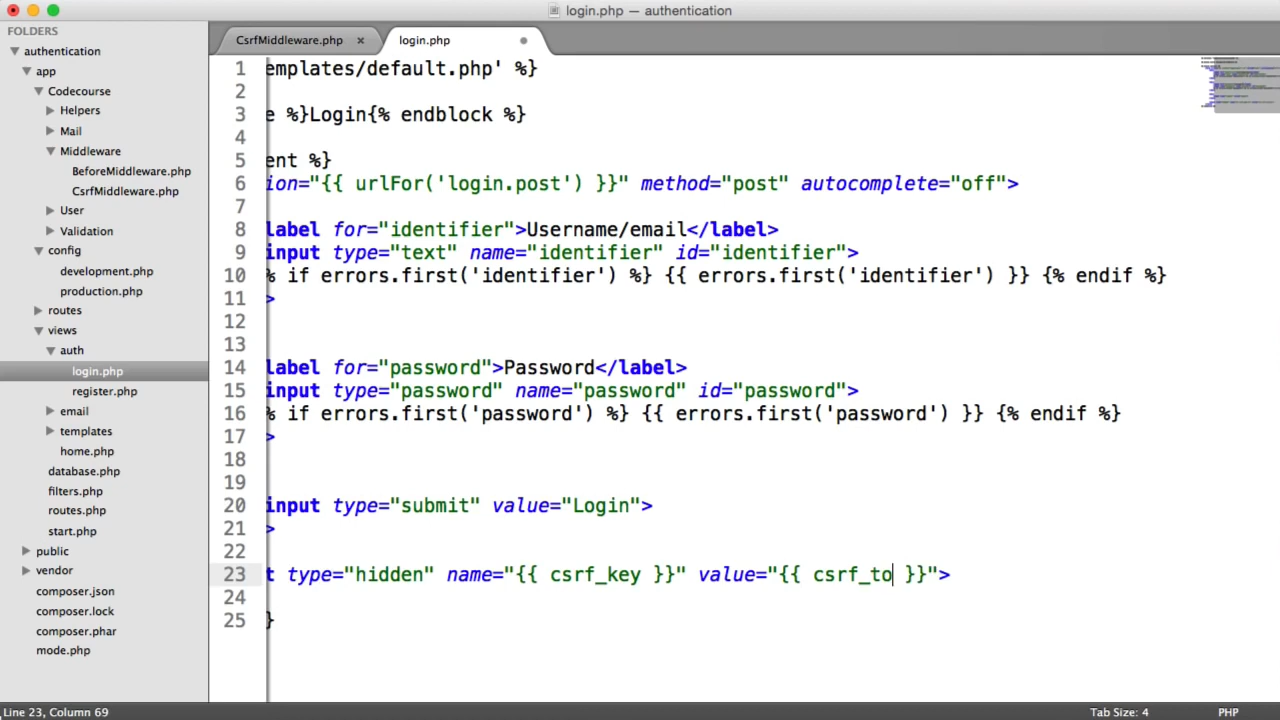 login.php — authentication
FOLDERS
authentication
app
Codecourse
Helpers
Mail
Middleware
BeforeMiddleware.php
CsrfMiddleware.php
User
Validation
config
development.php
production.php
routes
views
auth
login.php
register.php
email
templates
home.php
database.php
filters.php
routes.php
start.php
public
vendor
composer.json
composer.lock
composer.phar
mode.php
CsrfMiddleware.php ×
login.php
1 emplates/default.php' %}
2
3 e %}Login{% endblock %}
4
5 ent %}
6 ion="{{ urlFor('login.post') }}" method="post" autocomplete="off">
7
8 label for="identifier">Username/email</label>
9 input type="text" name="identifier" id="identifier">
10 % if errors.first('identifier') %} {{ errors.first('identifier') }} {% endif %}
11 >
12
13
14 label for="password">Password</label>
15 input type="password" name="password" id="password">
16 % if errors.first('password') %} {{ errors.first('password') }} {% endif %}
17 >
18
19
20 input type="submit" value="Login">
21 >
22
23 t type="hidden" name="{{ csrf_key }}" value="{{ csrf_to }}">
24
25 }
Line 23, Column 69
Tab Size: 4
PHP